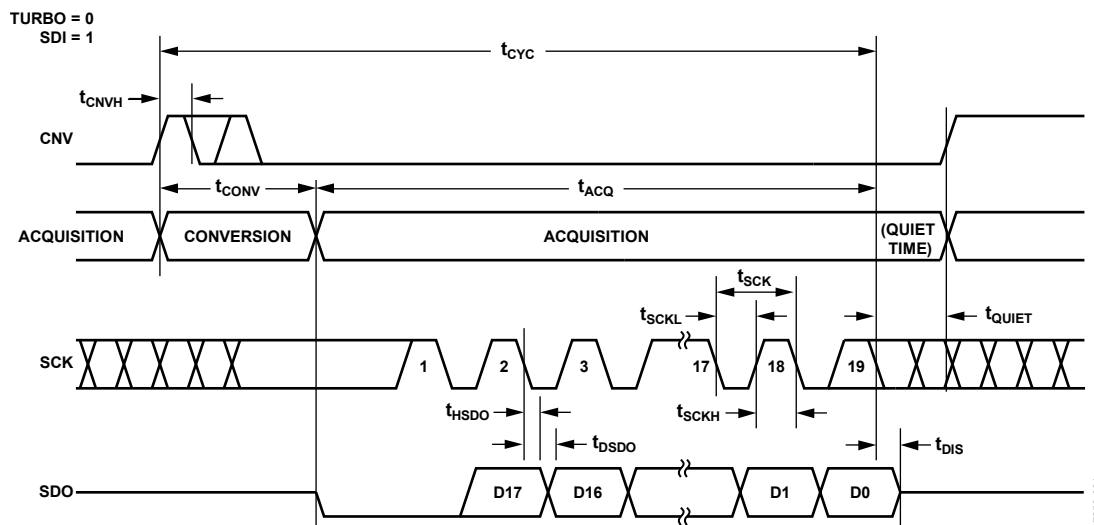 TURBO = 0
SDI = 1
tCYC
tCNVH
CNV
tCONV
tACQ
ACQUISITION
CONVERSION
ACQUISITION
(QUIET
TIME)
tSCK
tSCKL
tQUIET
SCK
1
2
3
17
18
19
tHSDO
tSCKH
tDSDO
tDIS
SDO
D17
D16
D1
D0